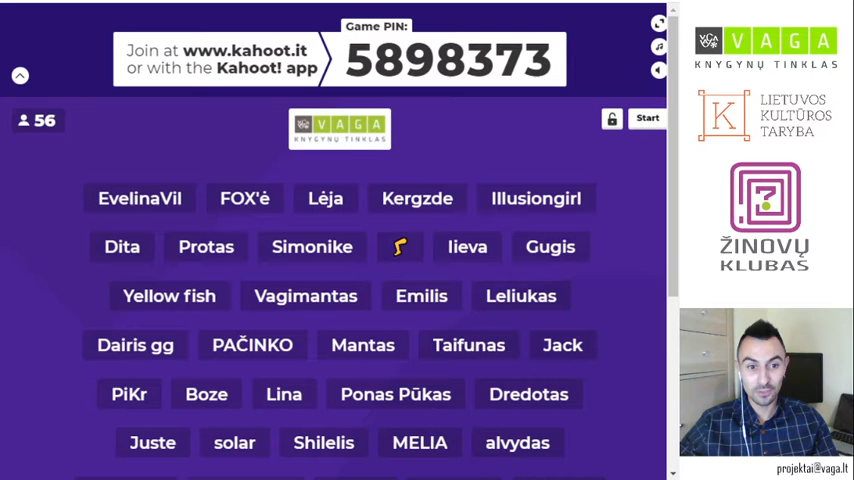 Game PIN:
Join at www.kahoot.it
or with the Kahoot! app
5898373
56
VAGA
KNYGYNŲ TINKLAS
Start
EvelinaVil FOX'ė Lėja Kergzde Illusiongirl
Dita Protas Simonike Iieva Gugis
Yellow fish Vagimantas Emilis Leliukas
Dairis gg PAČINKO Mantas Taifunas Jack
PiKr Boze Lina Ponas Pūkas Dredotas
Juste solar Shilelis MELIA alvydas
VAGA
KNYGYNŲ TINKLAS
K
LIETUVOS
KULTŪROS
TARYBA
?
ŽINOVŲ
KLUBAS
projektai@vaga.lt